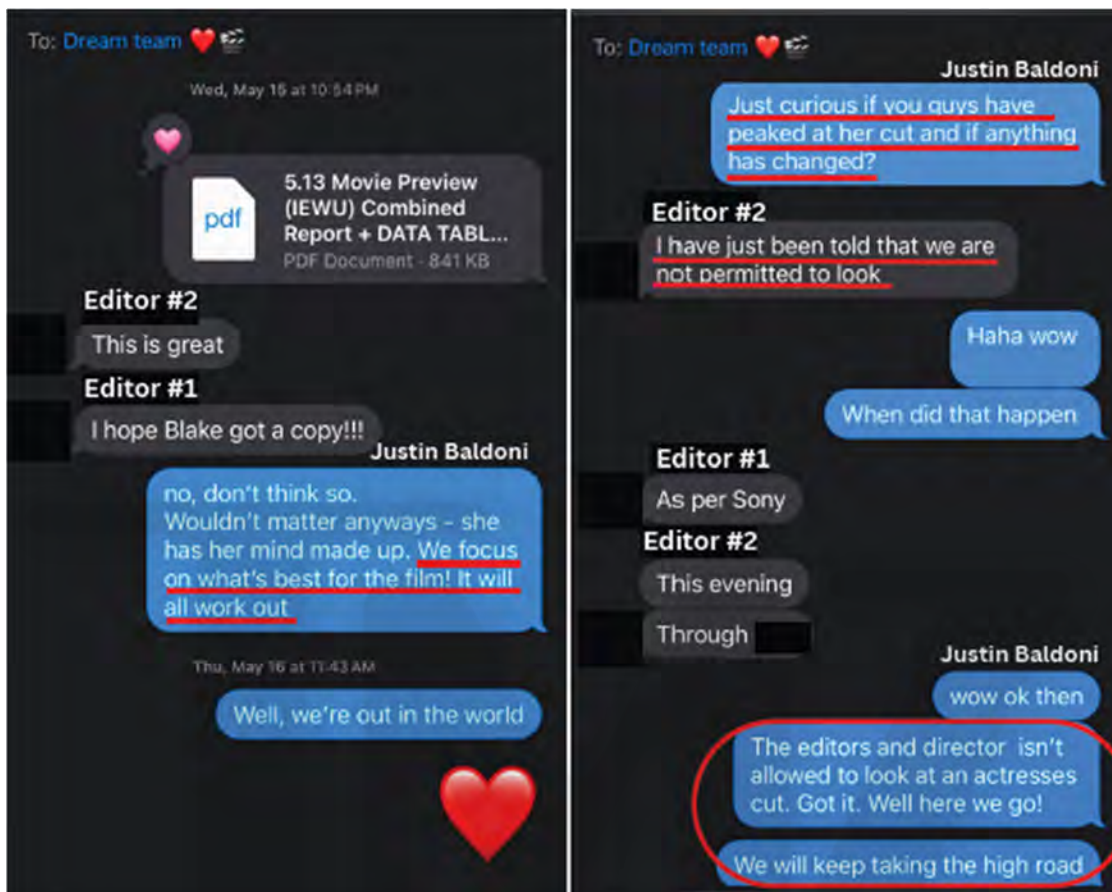 To: Dream team ❤️🎬
Wed, May 15 at 10:54 PM
pdf
5.13 Movie Preview
(IEWU) Combined
Report + DATA TABL...
PDF Document - 841 KB
Editor #2
This is great
Editor #1
I hope Blake got a copy!!!
Justin Baldoni
no, don't think so.
Wouldn't matter anyways - she
has her mind made up. We focus
on what's best for the film! It will
all work out
Thu, May 16 at 11:43 AM
Well, we're out in the world
❤️
To: Dream team ❤️🎬
Justin Baldoni
Just curious if you guys have
peaked at her cut and if anything
has changed?
Editor #2
I have just been told that we are
not permitted to look
Haha wow
When did that happen
Editor #1
As per Sony
Editor #2
This evening
Through
Justin Baldoni
wow ok then
The editors and director isn't
allowed to look at an actresses
cut. Got it. Well here we go!
We will keep taking the high road